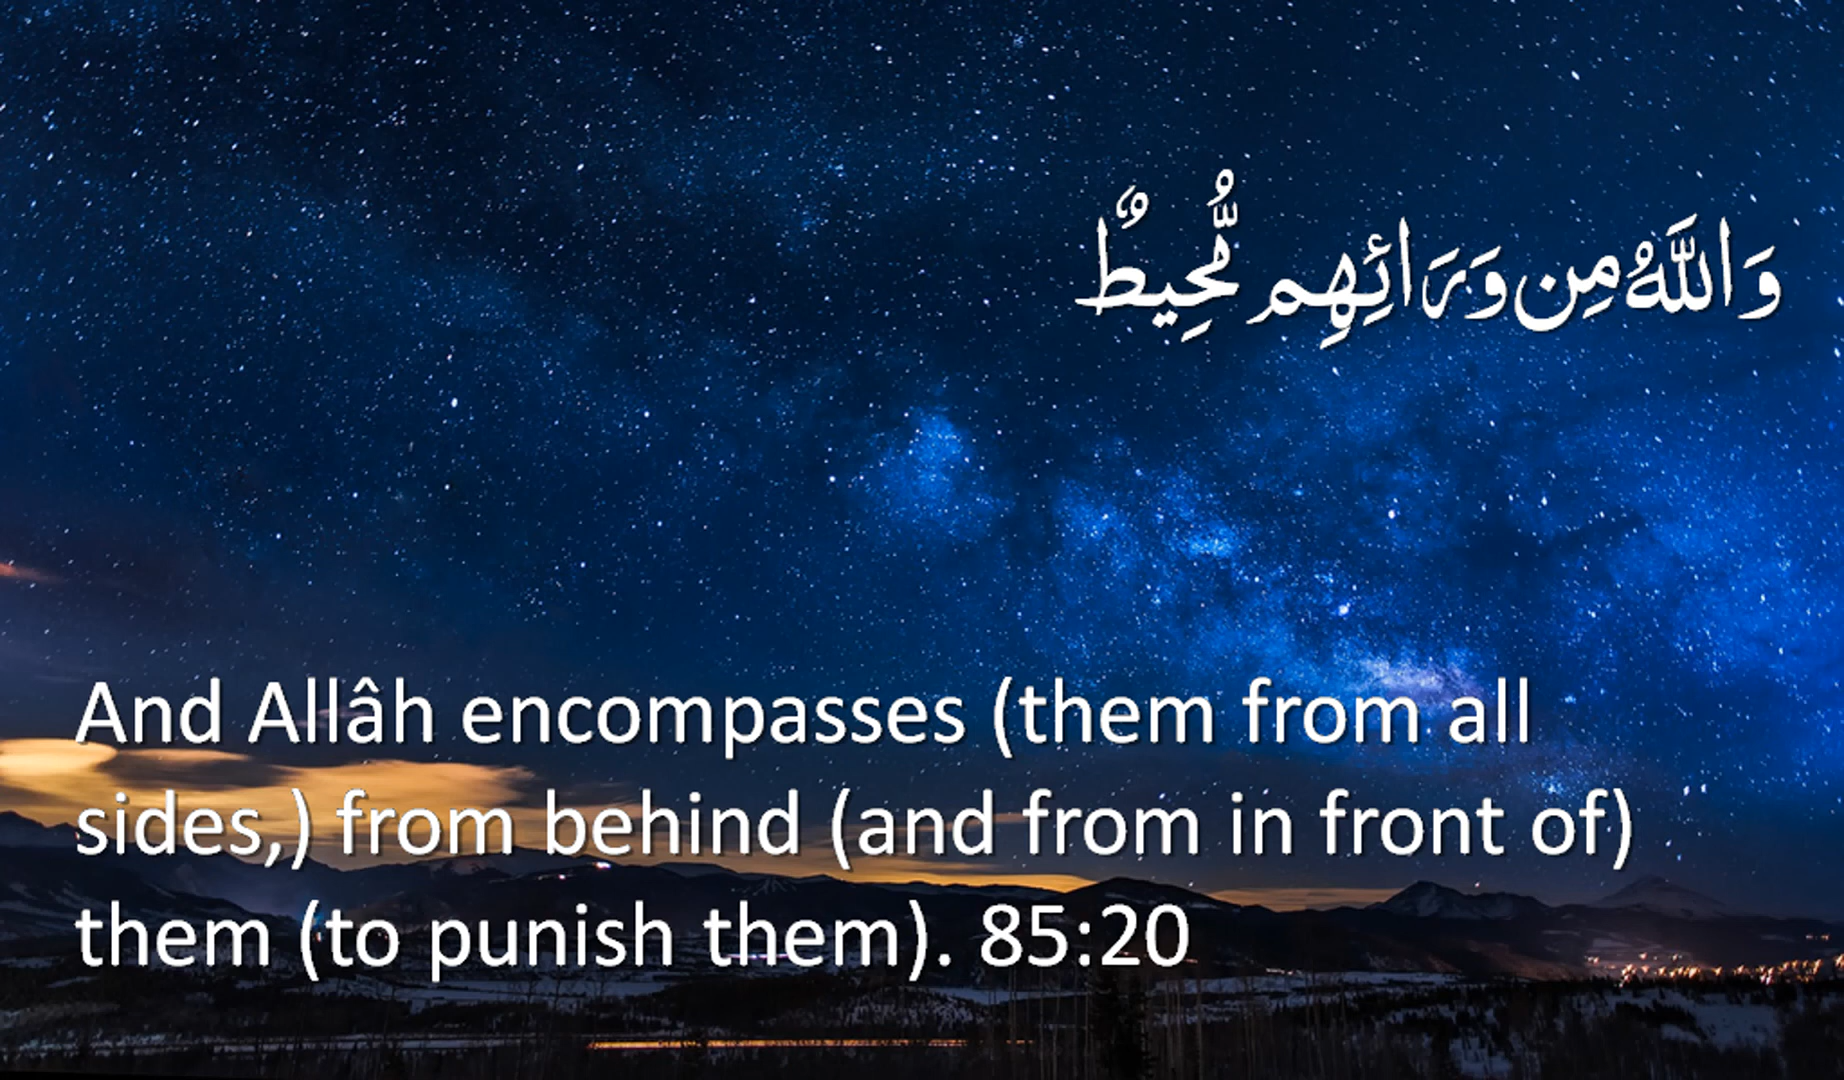 وَاللَّهُ مِن وَرَائِهِم مُّحِيطٌ
And Allâh encompasses (them from all
sides,) from behind (and from in front of)
them (to punish them). 85:20